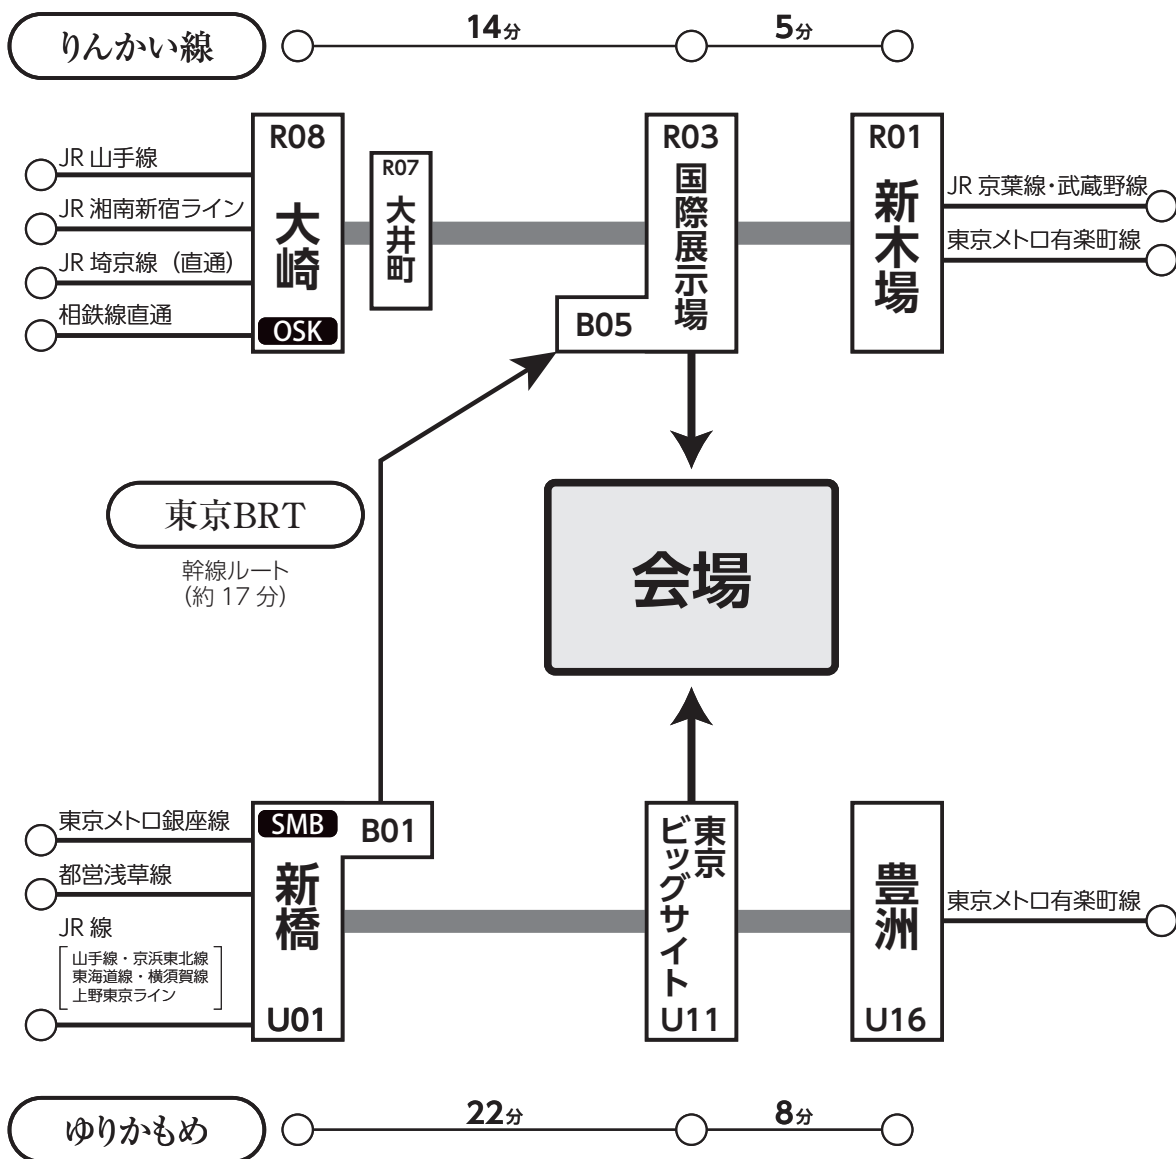 りんかい線
14分
5分
R08
大崎
OSK
R07
大井町
R03
国際展示場
B05
R01
新木場
JR 山手線
JR 湘南新宿ライン
JR 埼京線（直通）
相鉄線直通
JR 京葉線・武蔵野線
東京メトロ有楽町線
東京BRT
幹線ルート
(約 17 分)
会場
東京メトロ銀座線
都営浅草線
JR 線
山手線・京浜東北線
東海道線・横須賀線
上野東京ライン
SMB
B01
新橋
U01
東京
ビッグサイト
U11
豊洲
U16
東京メトロ有楽町線
ゆりかもめ
22分
8分